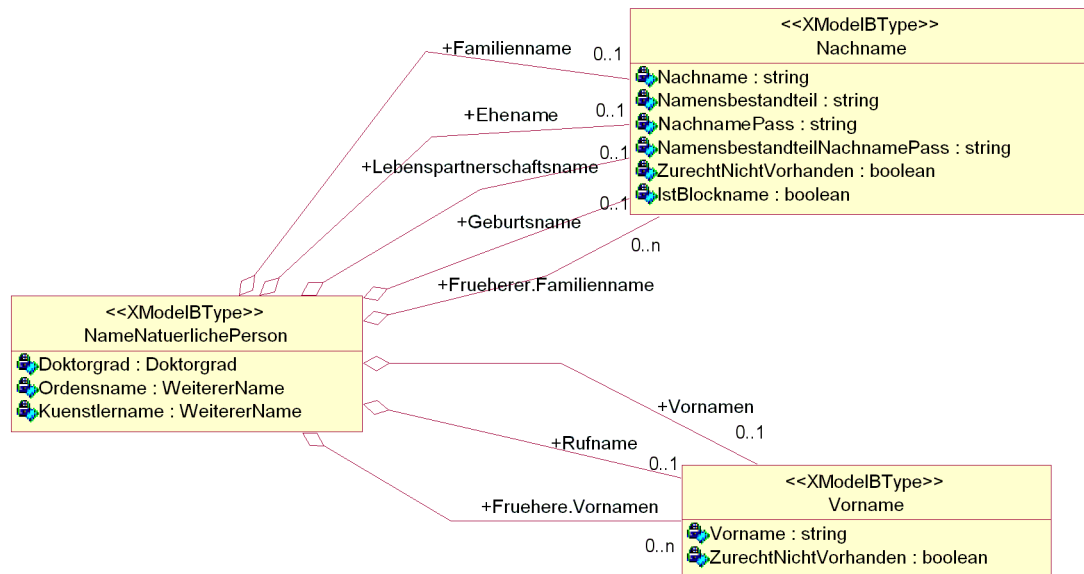 <<XModelBType>>
Nachname
Nachname : string
Namensbestandteil : string
NachnamePass : string
NamensbestandteilNachnamePass : string
ZurechtNichtVorhanden : boolean
IstBlockname : boolean
+Familienname
0..1
+Ehename
0..1
+Lebenspartnerschaftsname
0..1
+Geburtsname
0..1
+Frueherer.Familienname
0..n
<<XModelBType>>
NameNatuerlichePerson
Doktorgrad : Doktorgrad
Ordensname : WeitererName
Kuenstlername : WeitererName
+Vornamen
0..1
+Rufname
0..1
+Fruehere.Vornamen
0..n
<<XModelBType>>
Vorname
Vorname : string
ZurechtNichtVorhanden : boolean